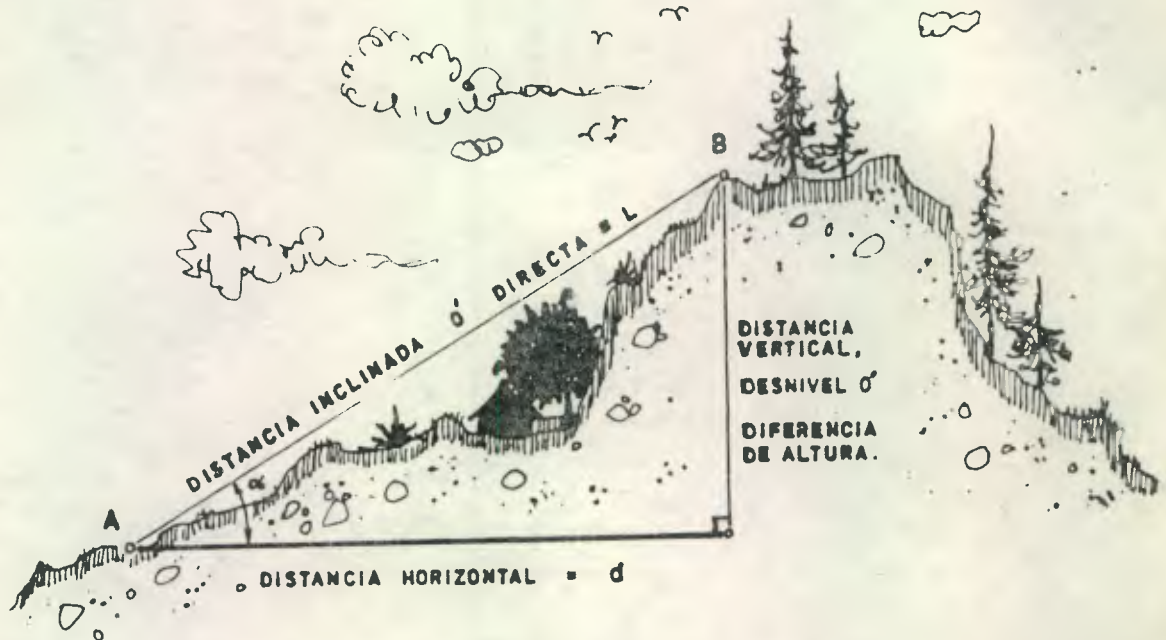 B
DISTANCIA INCLINADA Ó DIRECTA = L
DISTANCIA
VERTICAL,
DESNIVEL Ó
DIFERENCIA
DE ALTURA.
A
α
DISTANCIA HORIZONTAL = d